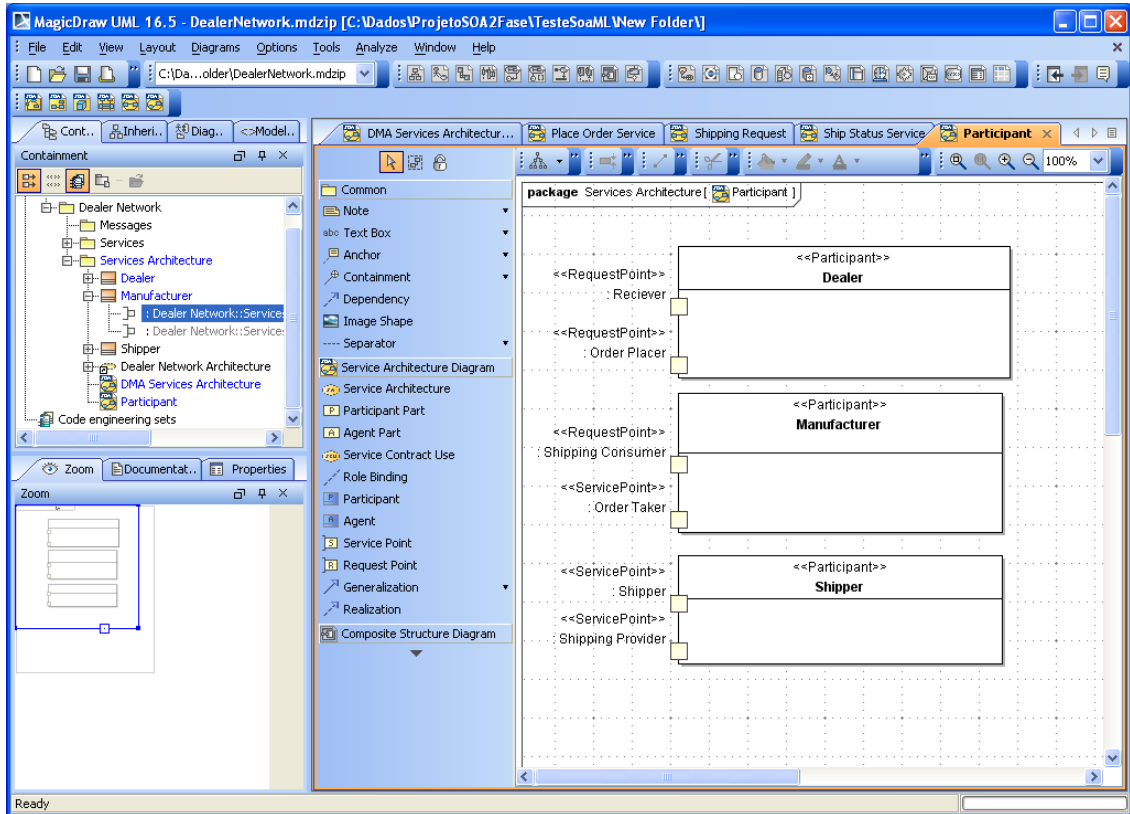 MagicDraw UML 16.5 - DealerNetwork.mdzip [C:\Dados\ProjetoSOA2Fase\TesteSoaML\New Folder\]
File Edit View Layout Diagrams Options Tools Analyze Window Help
C:\Da...older\DealerNetwork.mdzip
Cont.. Inheri.. Diag.. <>Model..
DMA Services Architectur... Place Order Service Shipping Request Ship Status Service Participant
Containment
100%
Dealer Network
Messages
Services
Services Architecture
Dealer
Manufacturer
: Dealer Network::Services
: Dealer Network::Service:
Shipper
Dealer Network Architecture
DMA Services Architecture
Participant
Code engineering sets
Zoom Documentat.. Properties
Zoom
Common
Note
abc Text Box
Anchor
Containment
Dependency
Image Shape
Separator
Service Architecture Diagram
Service Architecture
P Participant Part
A Agent Part
Service Contract Use
Role Binding
Participant
Agent
S Service Point
R Request Point
Generalization
Realization
Composite Structure Diagram
package Services Architecture [ Participant ]
<<Participant>>
Dealer
<<RequestPoint>>
: Reciever
<<RequestPoint>>
: Order Placer
<<Participant>>
Manufacturer
<<RequestPoint>>
: Shipping Consumer
<<ServicePoint>>
: Order Taker
<<Participant>>
Shipper
<<ServicePoint>>
: Shipper
<<ServicePoint>>
: Shipping Provider
Ready